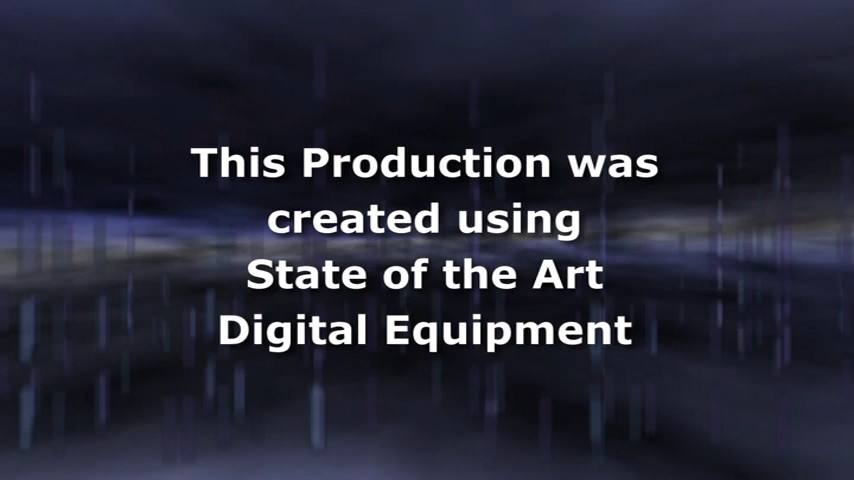 This Production was
created using
State of the Art
Digital Equipment